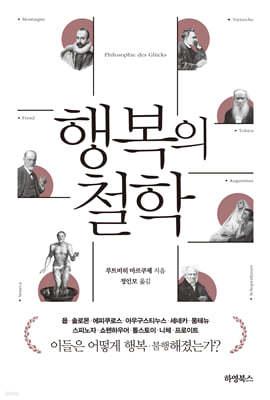 Montaigne
Nietzsche
Philosophie des Glücks
Freud
Tolstoi
행복의
철학
Augustinus
Seneca
Schopenhauer
루트비히 마르쿠제 지음
정인모 옮김
욥·솔로몬·에피쿠로스·아우구스티누스·세네카·몽테뉴
스피노자·쇼펜하우어·톨스토이·니체·프로이트
이들은 어떻게 행복·불행해졌는가?
하영북스